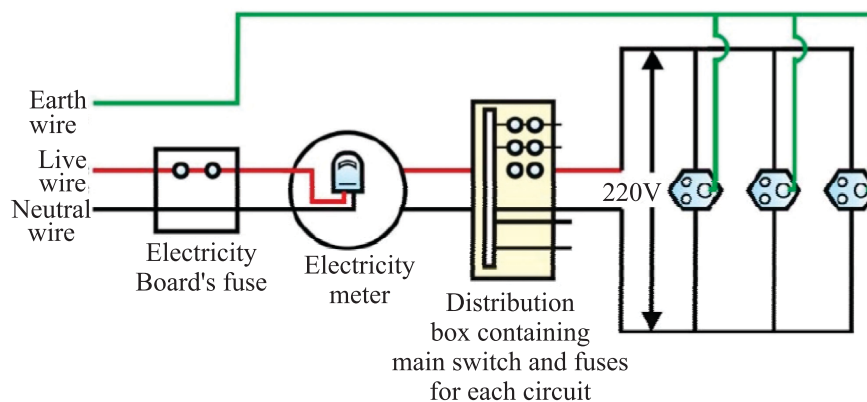 Earth
wire
Live
wire
Neutral
wire
Electricity
Board's fuse
Electricity
meter
Distribution
box containing
main switch and fuses
for each circuit
220V